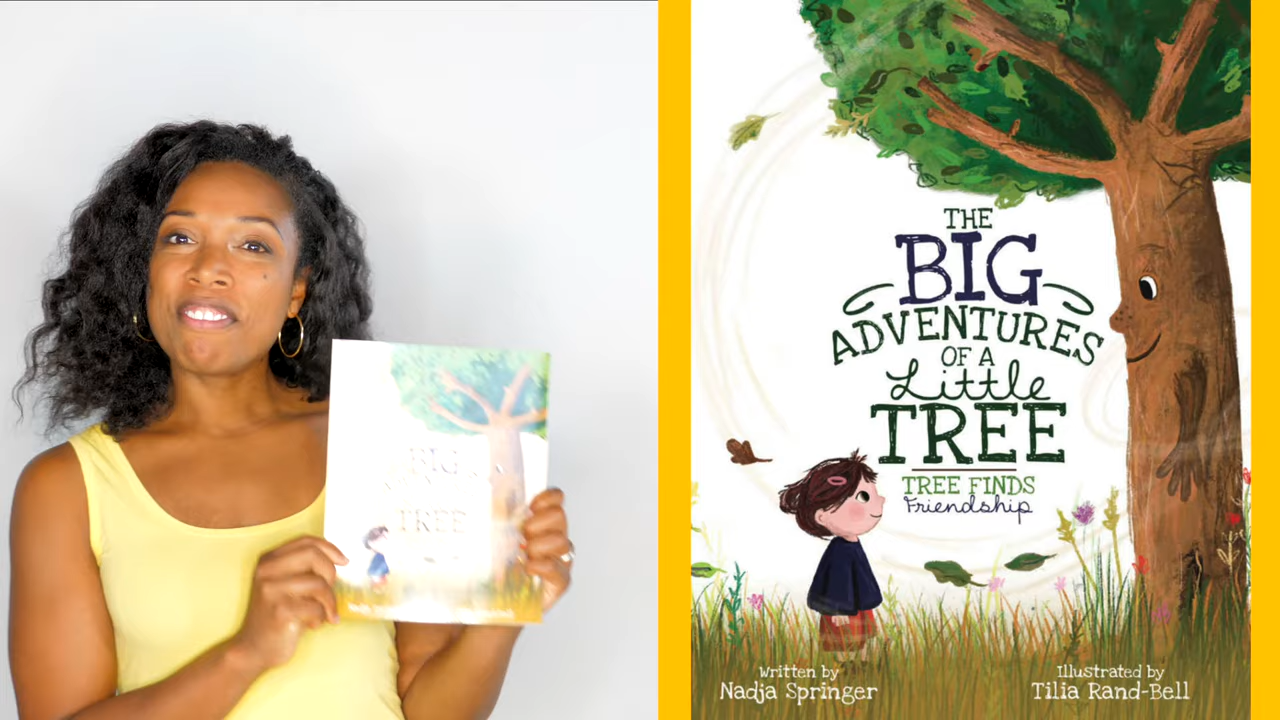 BIG
TREE
THE
BIG
ADVENTURES
OF A
Little
TREE
TREE FINDS
Friendship
Written by
Nadja Springer
Illustrated by
Tilia Rand-Bell